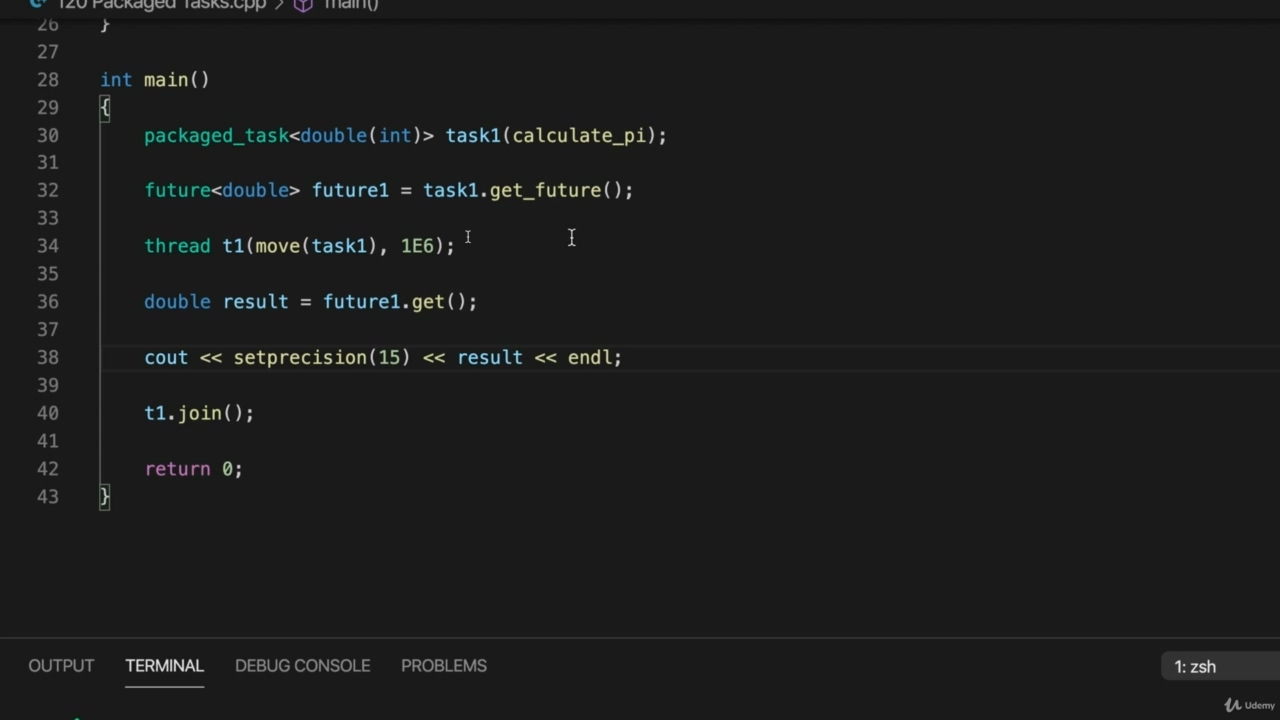 120 Packaged Tasks.cpp > main()
26 }
27
28 int main()
29 {
30 packaged_task<double(int)> task1(calculate_pi);
31
32 future<double> future1 = task1.get_future();
33
34 thread t1(move(task1), 1E6);
35
36 double result = future1.get();
37
38 cout << setprecision(15) << result << endl;
39
40 t1.join();
41
42 return 0;
43 }
OUTPUT TERMINAL DEBUG CONSOLE PROBLEMS 1: zsh
Udemy